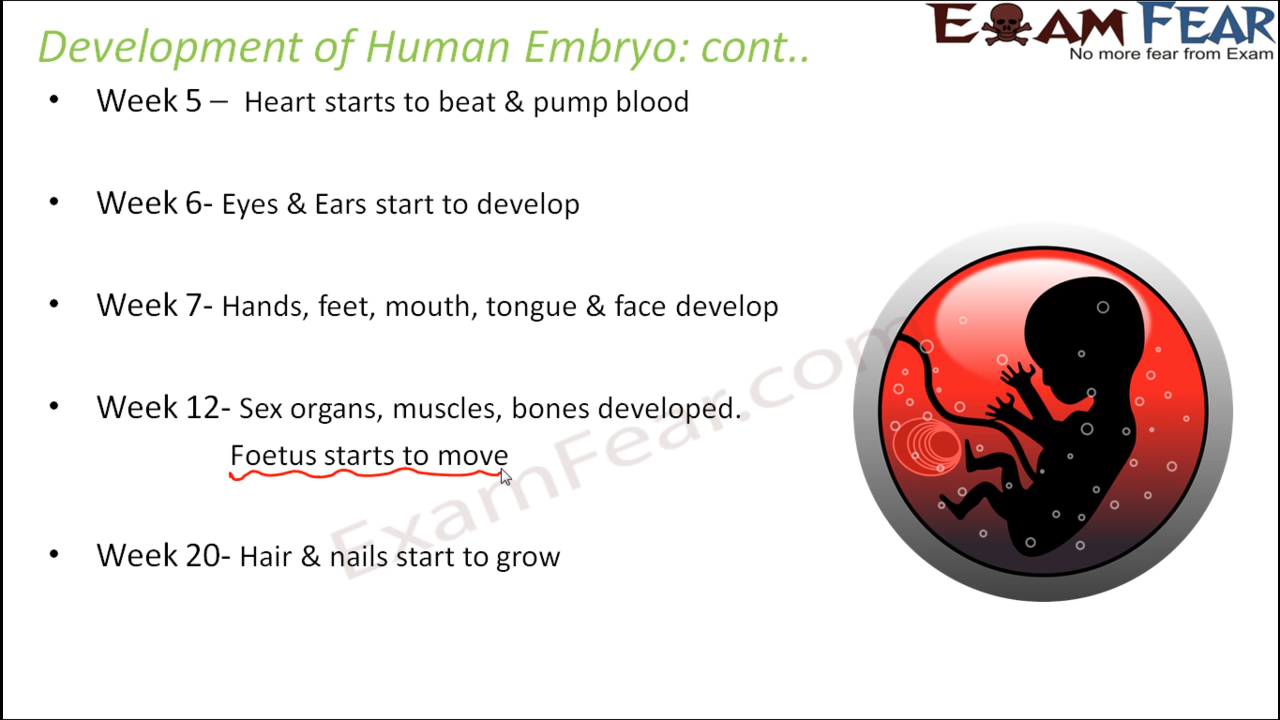 Development of Human Embryo: cont..
EXAM FEAR
No more fear from Exam
• Week 5 – Heart starts to beat & pump blood
• Week 6- Eyes & Ears start to develop
• Week 7- Hands, feet, mouth, tongue & face develop
• Week 12- Sex organs, muscles, bones developed.
Foetus starts to move
• Week 20- Hair & nails start to grow
ExamFear.com